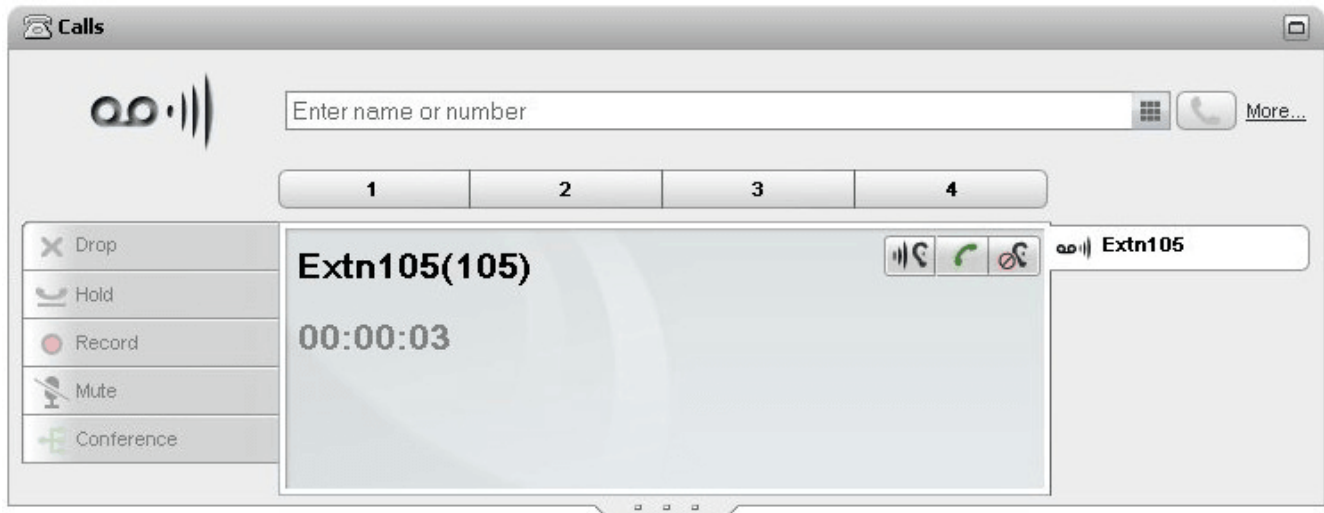 Calls
Enter name or number
More...
1 2 3 4
Drop
Hold
Record
Mute
Conference
Extn105(105)
00:00:03
Extn105